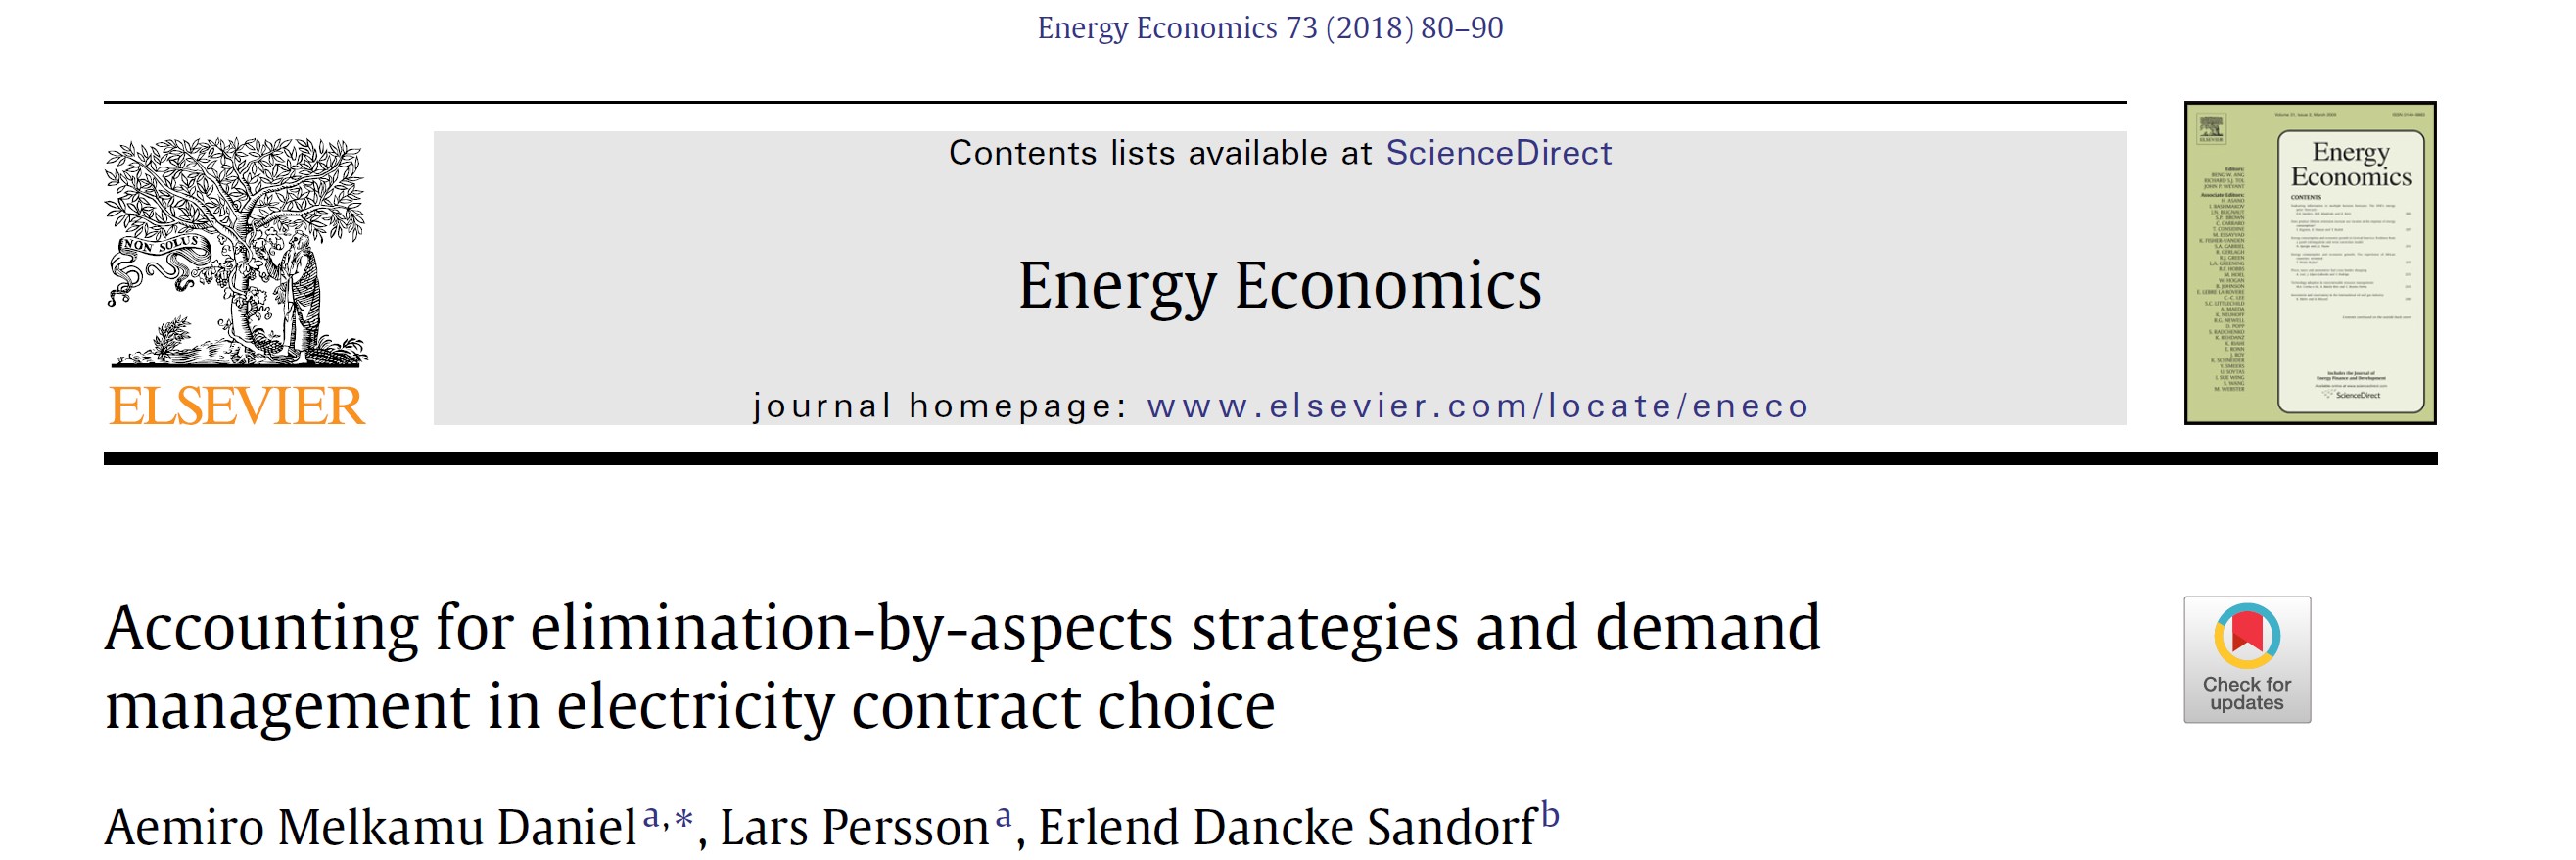 Energy Economics 73 (2018) 80–90
NON SOLUS
ELSEVIER
Contents lists available at ScienceDirect
Energy Economics
journal homepage: www.elsevier.com/locate/eneco
Energy
Economics
CONTENTS
ScienceDirect
Accounting for elimination-by-aspects strategies and demand
management in electricity contract choice
Check for
updates
Aemiro Melkamu Daniel a,*, Lars Persson a, Erlend Dancke Sandorf b